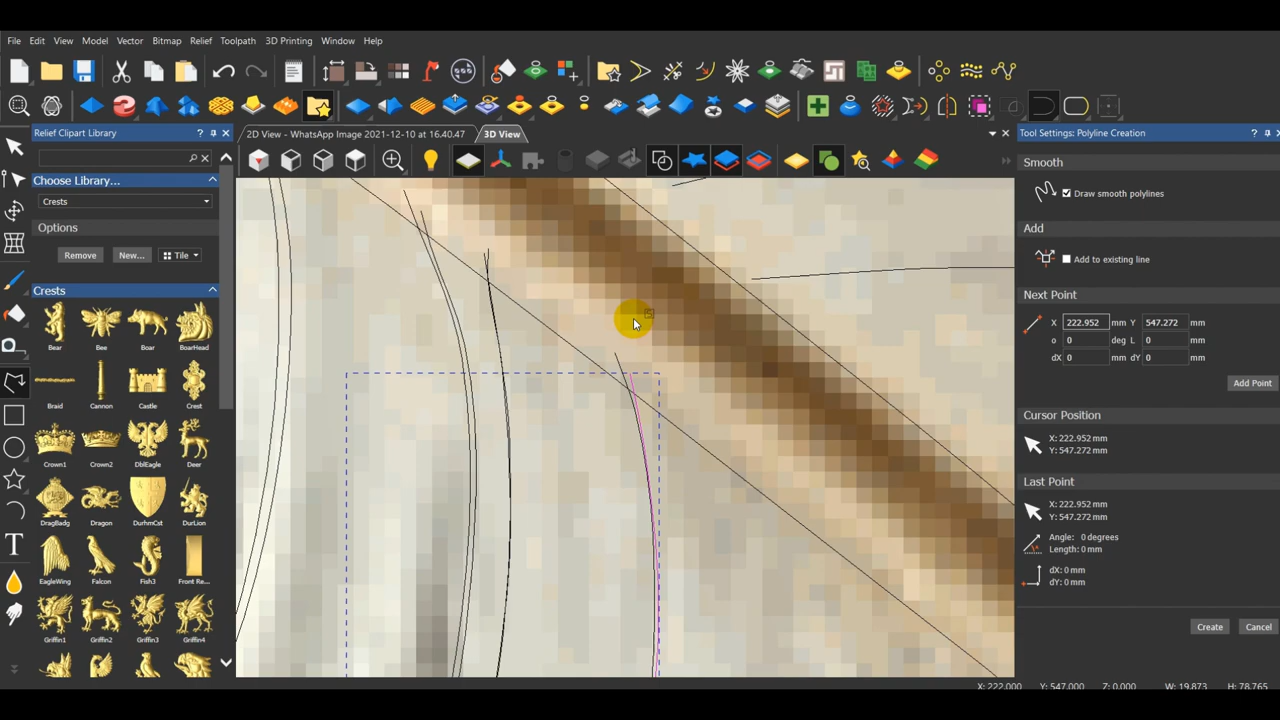 File Edit View Model Vector Bitmap Relief Toolpath 3D Printing Window Help
Relief Clipart Library
2D View - WhatsApp Image 2021-12-10 at 16.40.47
3D View
Tool Settings: Polyline Creation
Choose Library...
Crests
Options
Remove New... Tile
Crests
Bear Bee Boar BoarHead
Braid Cannon Castle Crest
Crown1 Crown2 DblEagle Deer
DragBadg Dragon DurhmCst DurLion
EagleWing Falcon Fish3 Front Re...
Griffin1 Griffin2 Griffin3 Griffin4
Smooth
Draw smooth polylines
Add
Add to existing line
Next Point
X 222.952 mm Y 547.272 mm
o 0 deg L 0 mm
dX 0 mm dY 0 mm
Add Point
Cursor Position
X: 222.952 mm
Y: 547.272 mm
Last Point
X: 222.952 mm
Y: 547.272 mm
Angle: 0 degrees
Length: 0 mm
dX: 0 mm
dY: 0 mm
Create Cancel
X: 222.000 Y: 547.000 Z: 0.000 W: 19.873 H: 78.765